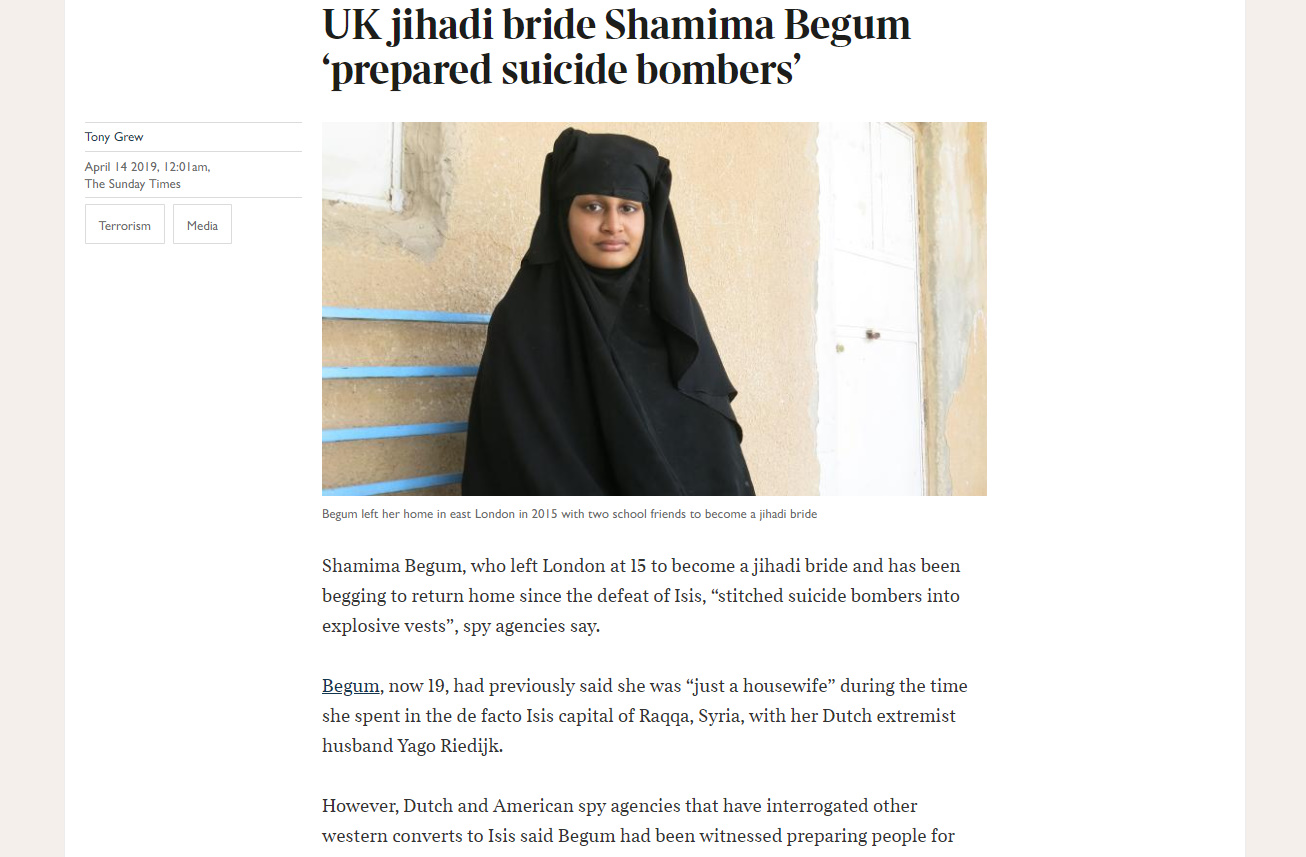 UK jihadi bride Shamima Begum
‘prepared suicide bombers’
Tony Grew
April 14 2019, 12:01am,
The Sunday Times
Terrorism
Media
Begum left her home in east London in 2015 with two school friends to become a jihadi bride
Shamima Begum, who left London at 15 to become a jihadi bride and has been
begging to return home since the defeat of Isis, “stitched suicide bombers into
explosive vests”, spy agencies say.
Begum, now 19, had previously said she was “just a housewife” during the time
she spent in the de facto Isis capital of Raqqa, Syria, with her Dutch extremist
husband Yago Riedijk.
However, Dutch and American spy agencies that have interrogated other
western converts to Isis said Begum had been witnessed preparing people for